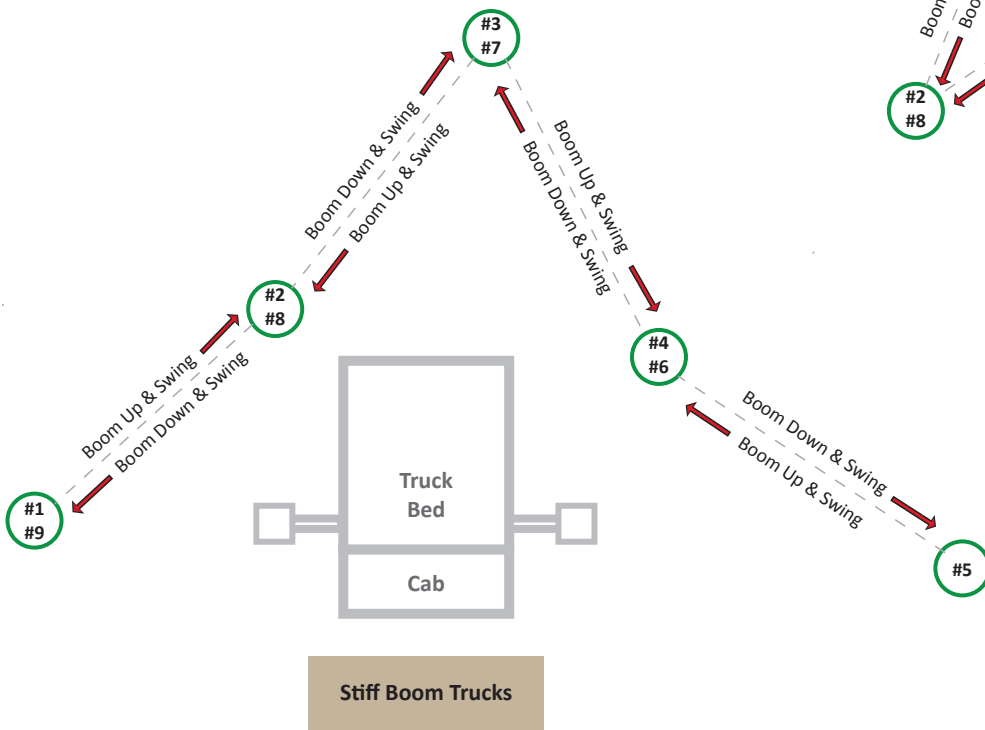 #3
#7
Boom
Boo
#2
#8
Boom Down & Swing
Boom Up & Swing
Boom Up & Swing
Boom Down & Swing
#2
#8
#4
#6
Boom Up & Swing
Boom Down & Swing
Boom Down & Swing
Boom Up & Swing
#1
#9
Truck
Bed
#5
Cab
Stiff Boom Trucks